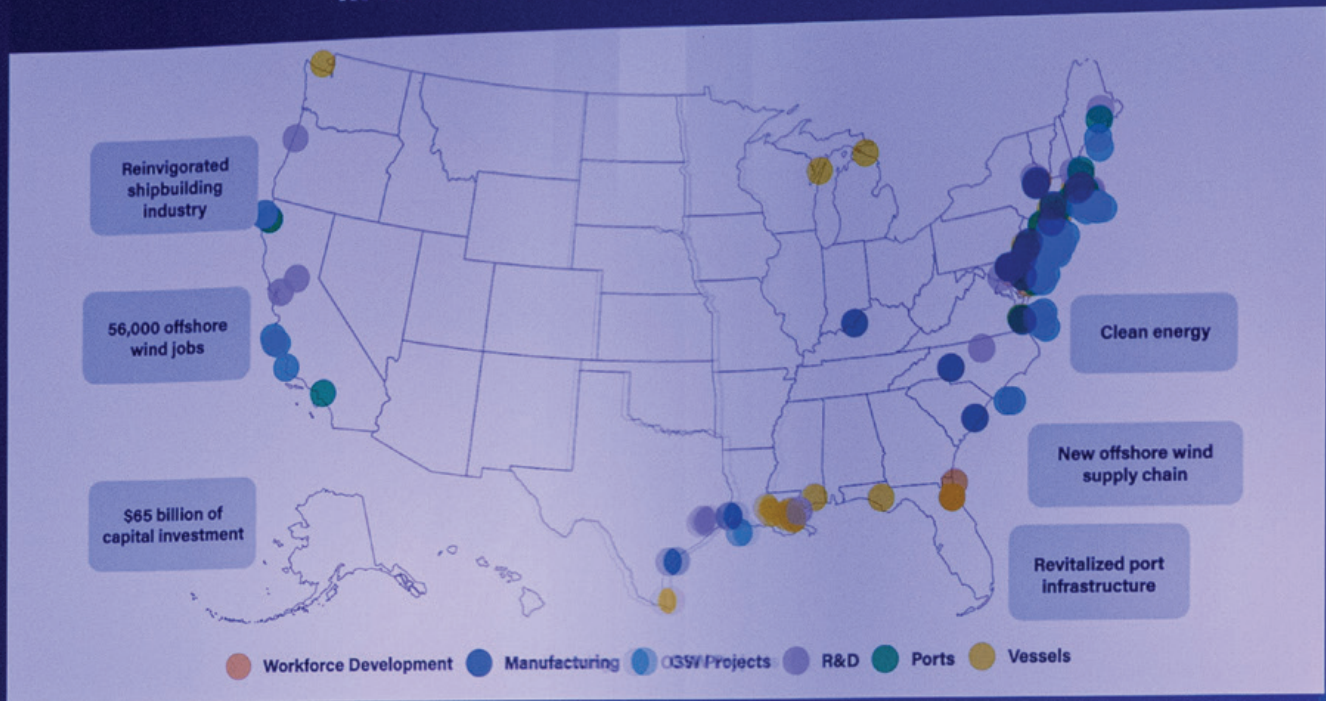 Reinvigorated
shipbuilding
industry
56,000 offshore
wind jobs
$65 billion of
capital investment
Clean energy
New offshore wind
supply chain
Revitalized port
infrastructure
Workforce Development
Manufacturing
Projects
R&D
Ports
Vessels